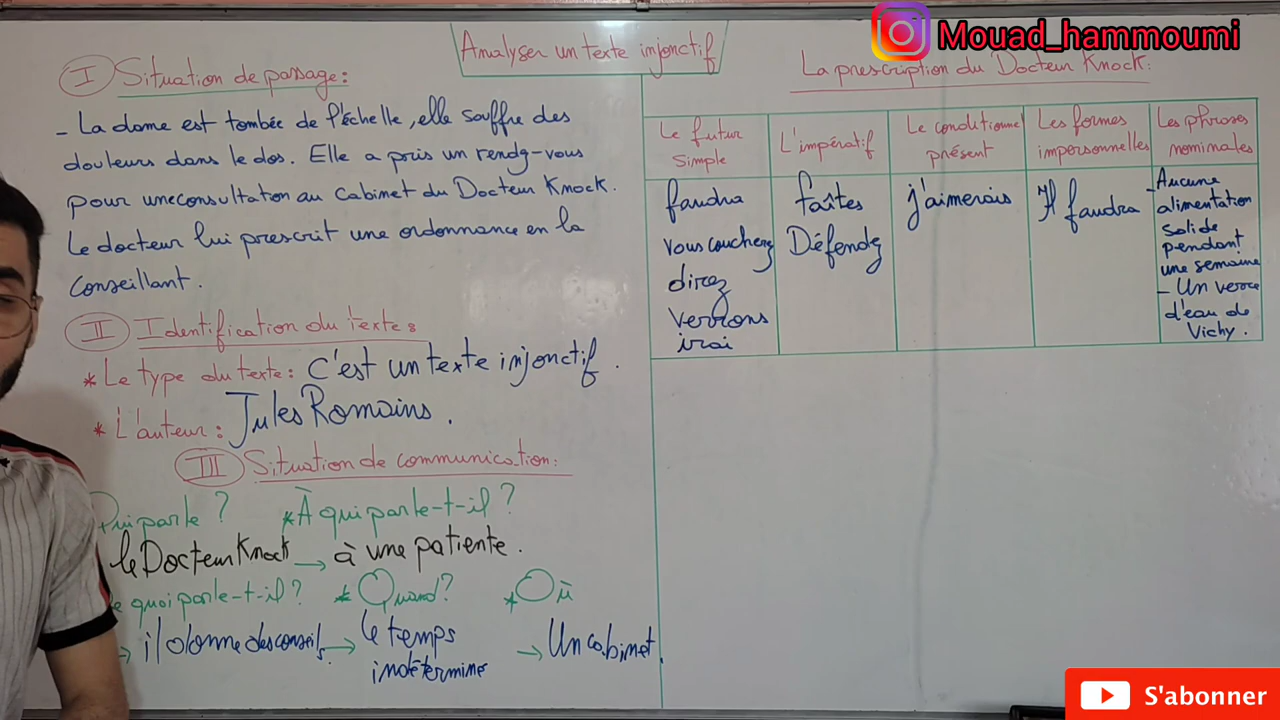 Analyser un texte injonctif
Mouad_hammoumi
I Situation de passage:
- La dame est tombée de l'échelle, elle souffre des
douleurs dans le dos. Elle a pris un rendz-vous
pour une consultation au Cabinet du Docteur Knock.
Le docteur lui prescrit une ordonnance en la
Conseillant.
II Identification du texte:
* Le type du texte: C'est un texte injonctif.
* L'auteur: Jules Romains.
III Situation de communication:
Qui parle? * À qui parle-t-il?
le Docteur Knock → à une patiente.
De quoi parle-t-il? * Quand? * Où
→ il donne des conseils. → le temps → Un cabinet.
indéterminé
La prescription du Docteur Knock:
Le futur
simple
faudra
vous coucherez
direz
verrons
irai
L'impératif
faîtes
Défendez
Le conditionnel
présent
j'aimerais
Les formes
impersonnelles
Il faudra
Les phrases
nominales
- Aucune
alimentation
solide
pendant
une semaine
- Un verre
d'eau de
Vichy.
S'abonner